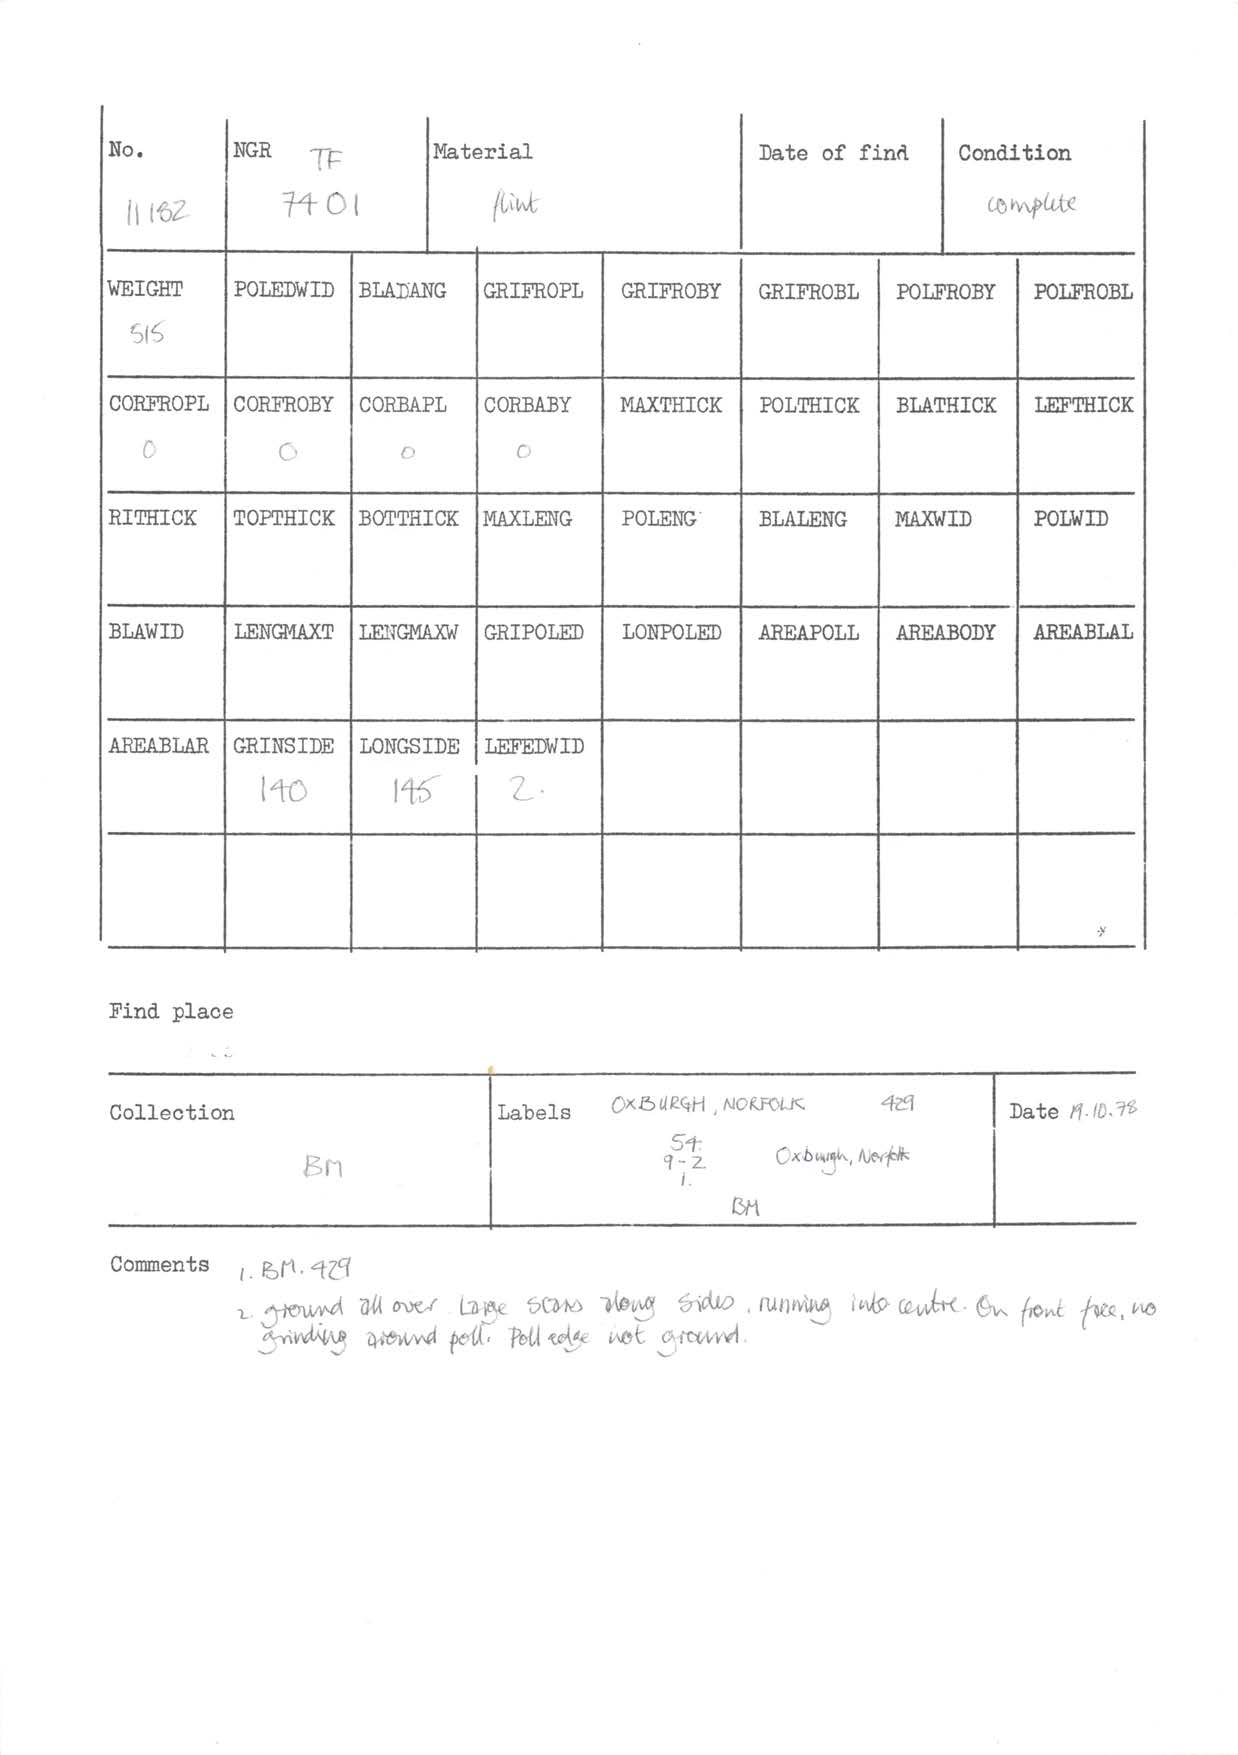 No. NGR TF Material Date of find Condition
11182 7401 flint complete
WEIGHT POLEDWID BLADANG GRIFROPL GRIFROBY GRIFROBL POLFROBY POLFROBL
515
CORFROPL CORFROBY CORBAPL CORBABY MAXTHICK POLTHICK BLATHICK LEFTHICK
0 0 0 0
RITHICK TOPTHICK BOTTHICK MAXLENG POLENG BLALENG MAXWID POLWID
BLAWID LENGMAXT LENGMAXW GRIPOLED LONPOLED AREAPOLL AREABODY AREABLAL
AREABLAR GRINSIDE LONGSIDE LEFEDWID
140 145 2.
Find place
Collection Labels OXBURGH, NORFOLK 429 Date 19.10.78
54.
BM 9-2 Oxburgh, Norfolk
1.
BM
Comments 1. BM. 429
2. ground all over. Large scars along sides, running into centre. On front face, no
grinding around poll. Poll edge not ground.